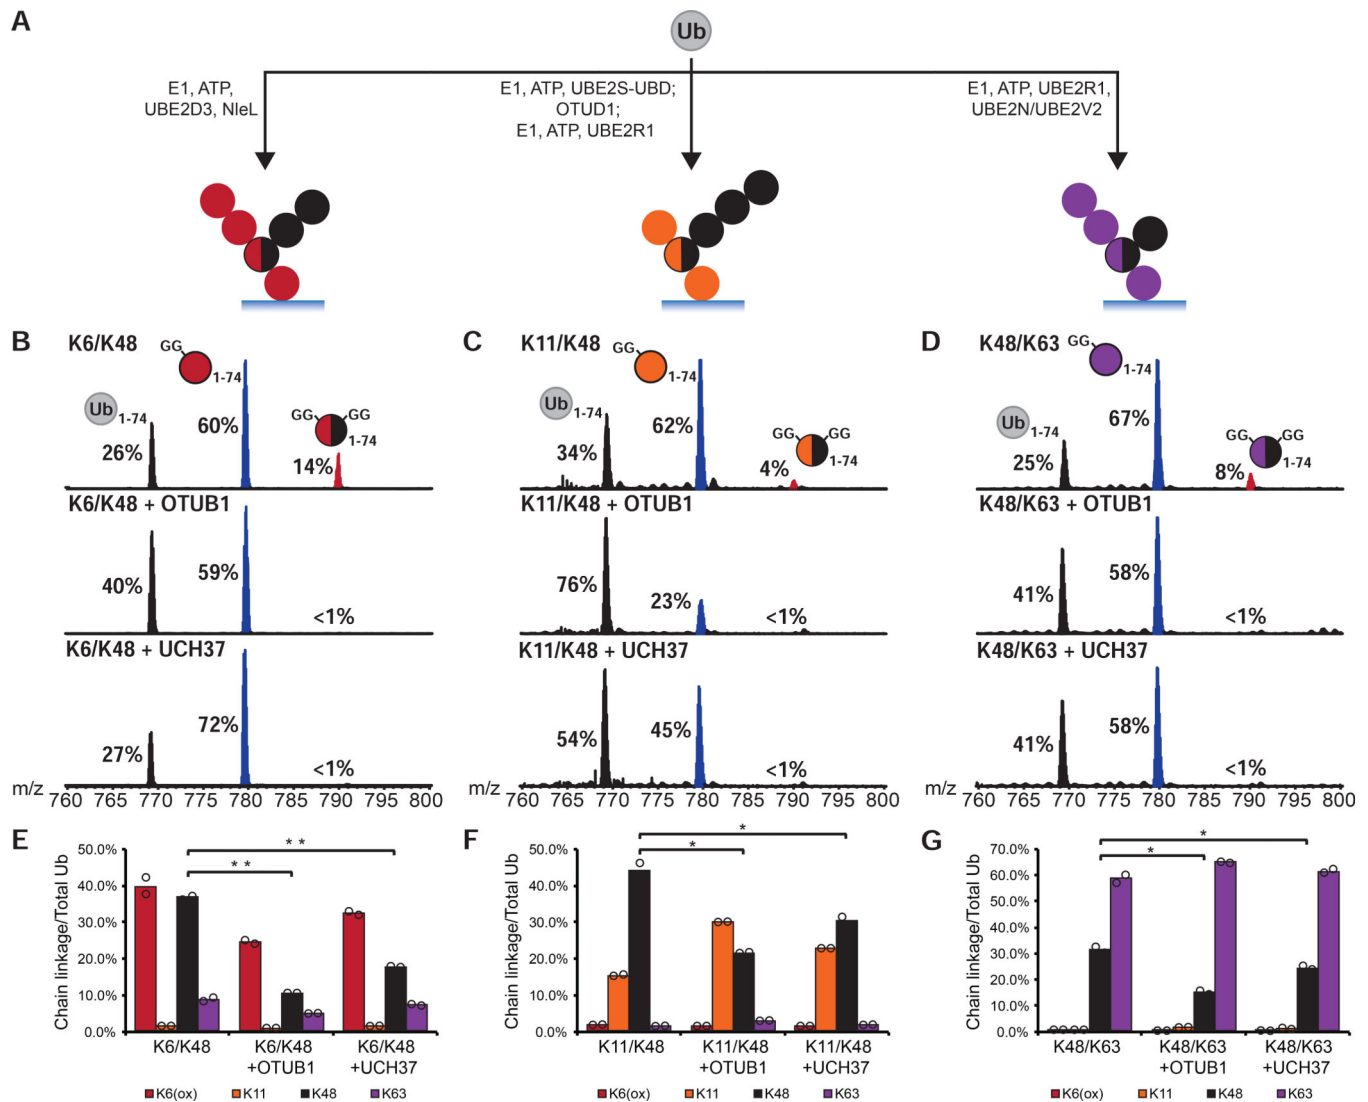 A
Ub
E1, ATP,
UBE2D3, NleL
E1, ATP, UBE2S-UBD;
OTUD1;
E1, ATP, UBE2R1
E1, ATP, UBE2R1,
UBE2N/UBE2V2
B
K6/K48
GG
1-74
Ub
1-74
GG
GG
1-74
26%
60%
14%
K6/K48 + OTUB1
40%
59%
<1%
K6/K48 + UCH37
27%
72%
<1%
m/z
760 765 770 775 780 785 790 795 800
C
K11/K48
GG
1-74
Ub
1-74
GG
GG
1-74
34%
62%
4%
K11/K48 + OTUB1
76%
23%
<1%
K11/K48 + UCH37
54%
45%
<1%
m/z
760 765 770 775 780 785 790 795 800
D
K48/K63
GG
1-74
Ub
1-74
GG
GG
1-74
25%
67%
8%
K48/K63 + OTUB1
41%
58%
<1%
K48/K63 + UCH37
41%
58%
<1%
m/z
760 765 770 775 780 785 790 795 800
E
Chain linkage/Total Ub
50.0%
40.0%
30.0%
20.0%
10.0%
0.0%
* *
* *
K6/K48
K6/K48
+OTUB1
K6/K48
+UCH37
K6(ox) K11 K48 K63
F
Chain linkage/Total Ub
50.0%
40.0%
30.0%
20.0%
10.0%
0.0%
*
*
K11/K48
K11/K48
+OTUB1
K11/K48
+UCH37
K6(ox) K11 K48 K63
G
Chain linkage/Total Ub
70.0%
60.0%
50.0%
40.0%
30.0%
20.0%
10.0%
0.0%
*
*
K48/K63
K48/K63
+OTUB1
K48/K63
+UCH37
K6(ox) K11 K48 K63